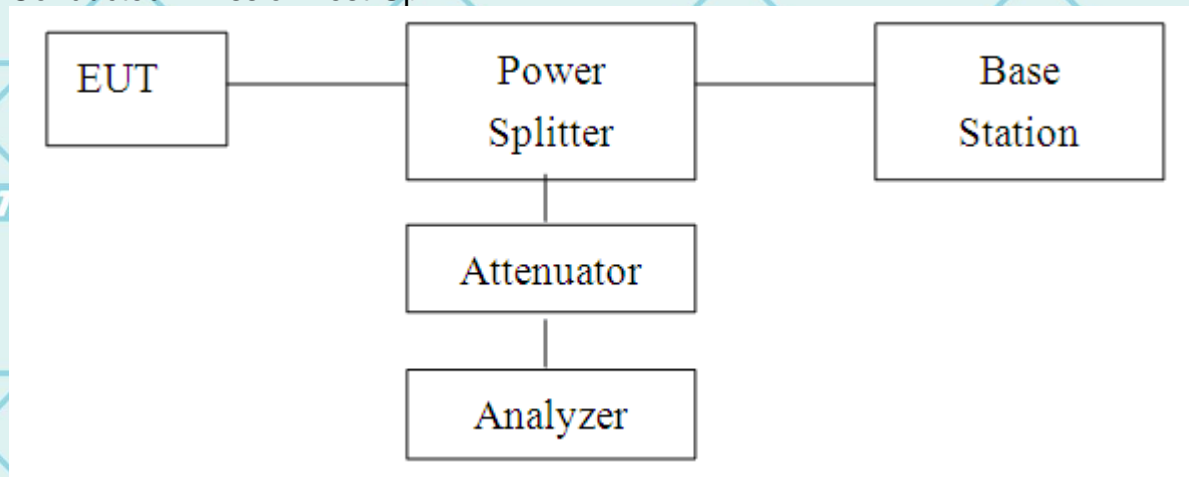 EUT
Power
Splitter
Base
Station
Attenuator
Analyzer